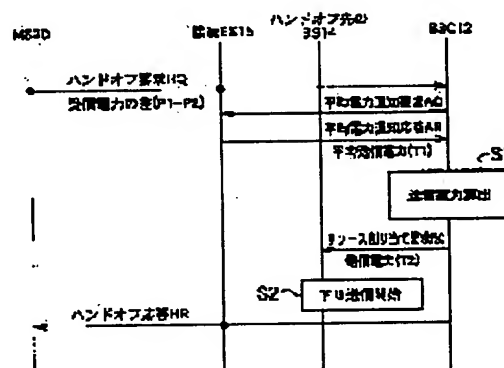 ハンドオフ先の
BSC12
ハンドオフ要求HQ
受信電力の差(P1-P2)
平均電力通知要求AQ
平均電力通知応答AR
平均送信電力(T1)
送信電力算出
リソース割り当て要求
送信電力(T2)
S2
下り送信開始
ハンドオフ応答HR